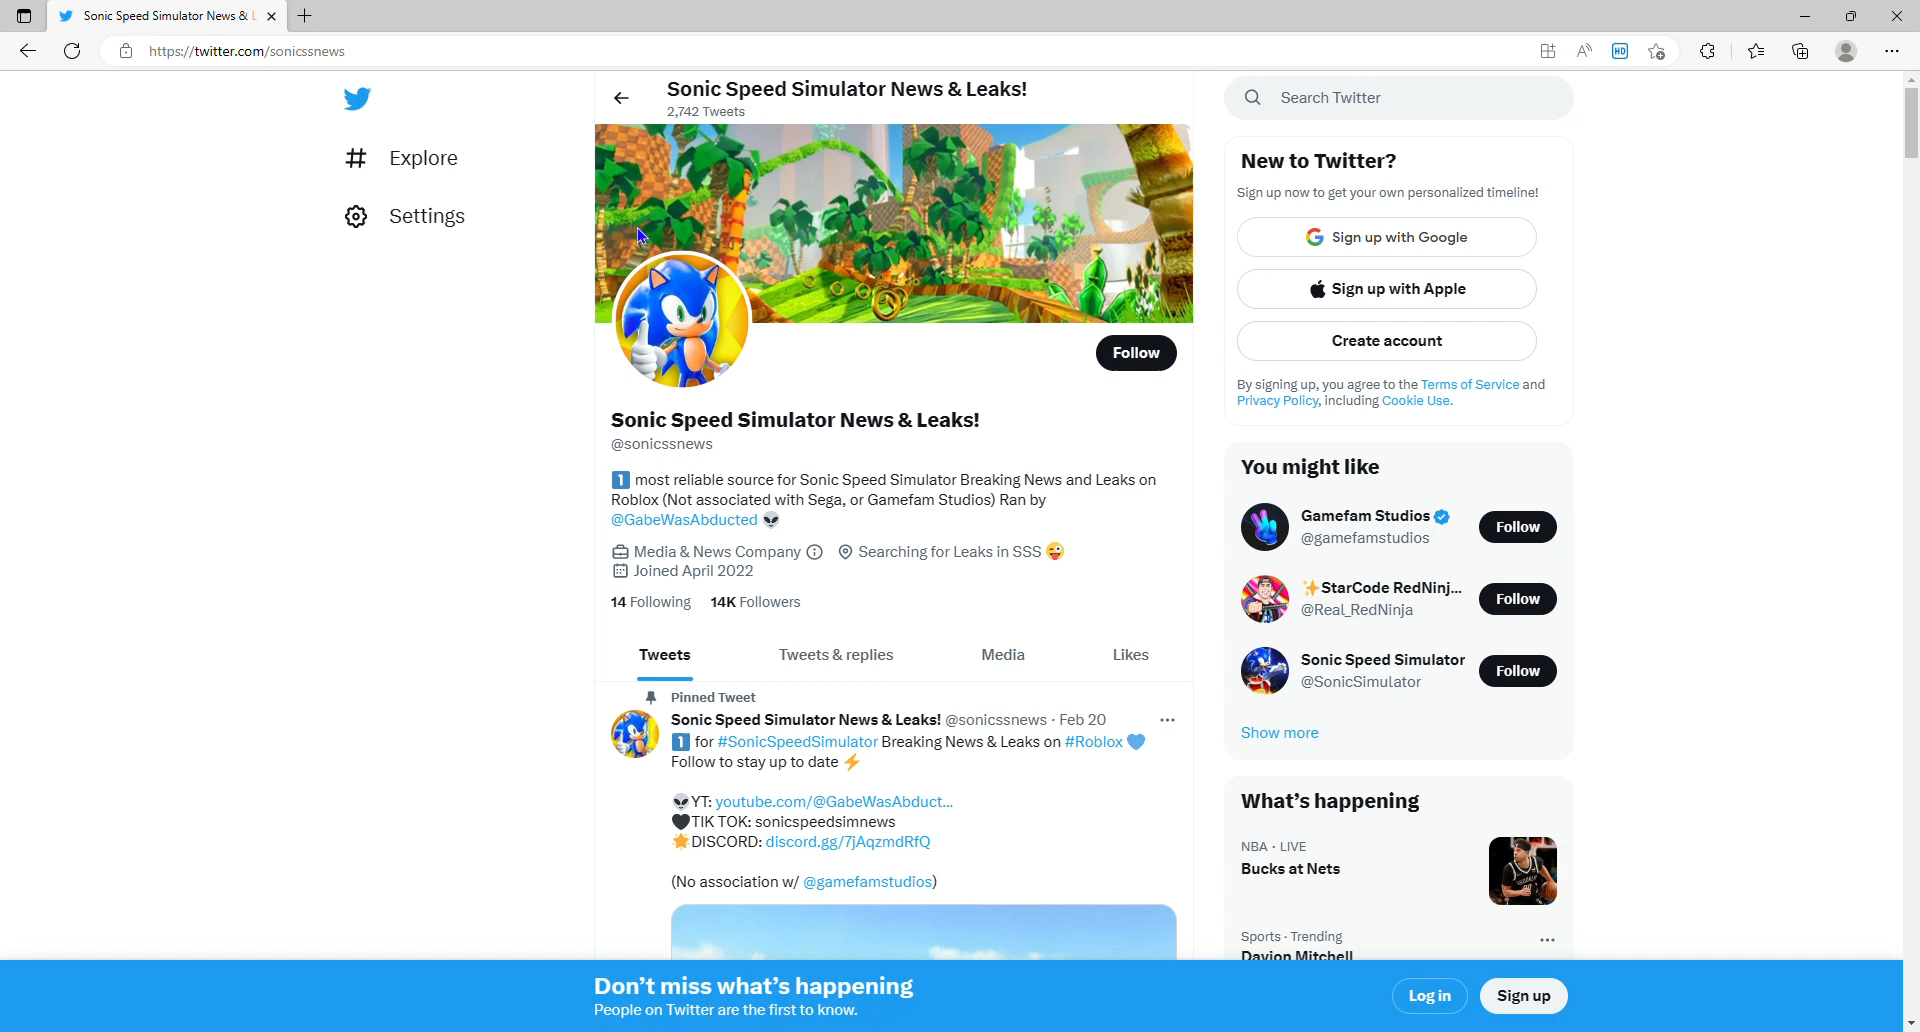 Sonic Speed Simulator News & L
https://twitter.com/sonicssnews
HD
Explore
Settings
Sonic Speed Simulator News & Leaks!
2,742 Tweets
Follow
Sonic Speed Simulator News & Leaks!
@sonicssnews
1 most reliable source for Sonic Speed Simulator Breaking News and Leaks on
Roblox (Not associated with Sega, or Gamefam Studios) Ran by
@GabeWasAbducted 👽
Media & News Company Searching for Leaks in SSS 😜
Joined April 2022
14 Following 14K Followers
Tweets Tweets & replies Media Likes
Pinned Tweet
Sonic Speed Simulator News & Leaks! @sonicssnews · Feb 20
1 for #SonicSpeedSimulator Breaking News & Leaks on #Roblox 💙
Follow to stay up to date ⚡
👽YT: youtube.com/@GabeWasAbduct...
🖤TIK TOK: sonicspeedsimnews
🌟DISCORD: discord.gg/7jAqzmdRfQ
(No association w/ @gamefamstudios)
Search Twitter
New to Twitter?
Sign up now to get your own personalized timeline!
Sign up with Google
Sign up with Apple
Create account
By signing up, you agree to the Terms of Service and
Privacy Policy, including Cookie Use.
You might like
Gamefam Studios
@gamefamstudios
Follow
✨StarCode RedNinj...
@Real_RedNinja
Follow
Sonic Speed Simulator
@SonicSimulator
Follow
Show more
What's happening
NBA · LIVE
Bucks at Nets
Sports · Trending
Davion Mitchell
Don't miss what's happening
People on Twitter are the first to know.
Log in
Sign up